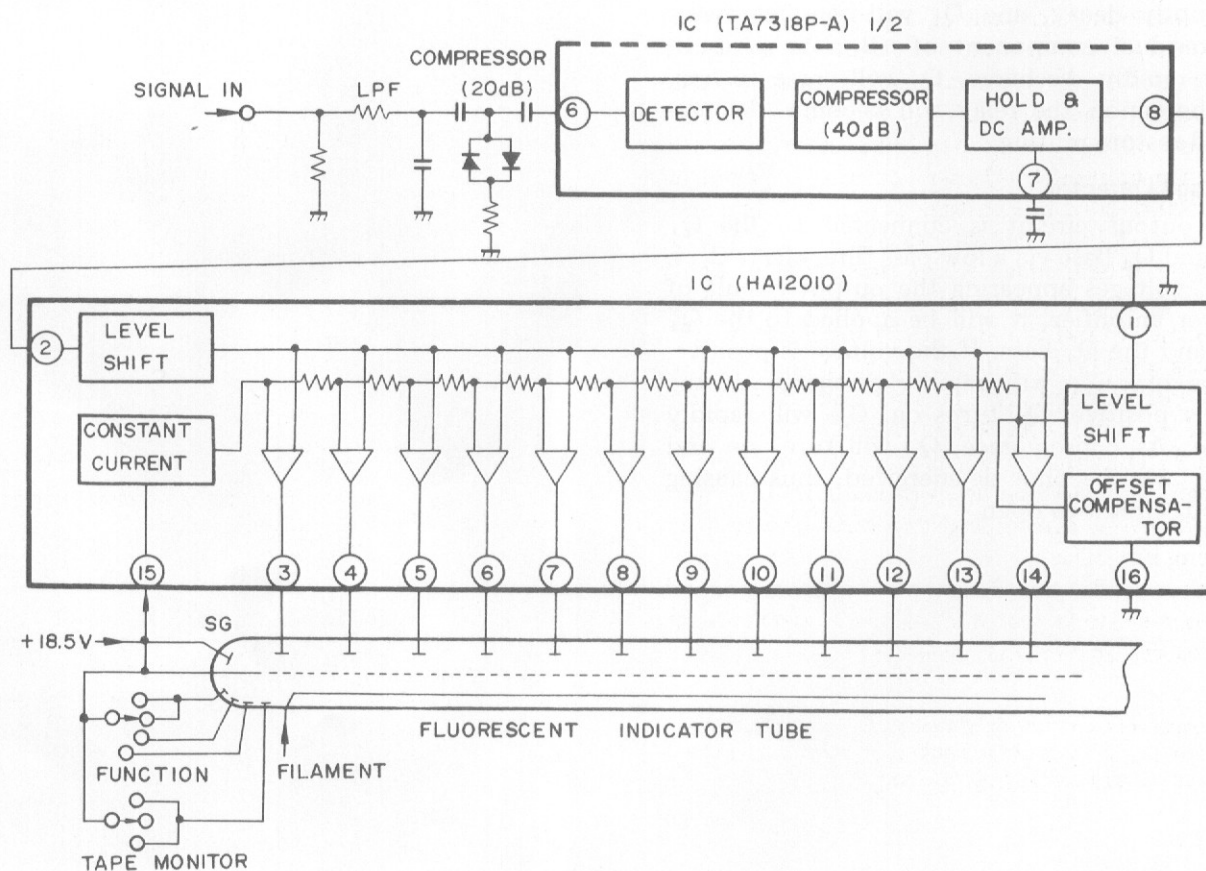 IC (TA7318P-A) 1/2
COMPRESSOR
(20dB)
SIGNAL IN
LPF
6
DETECTOR
COMPRESSOR
(40dB)
HOLD &
DC AMP.
8
7
IC (HA12010)
1
2
LEVEL
SHIFT
CONSTANT
CURRENT
LEVEL
SHIFT
OFFSET
COMPENSA-
TOR
15
3
4
5
6
7
8
9
10
11
12
13
14
16
+18.5V
SG
FLUORESCENT INDICATOR TUBE
FUNCTION
FILAMENT
TAPE MONITOR